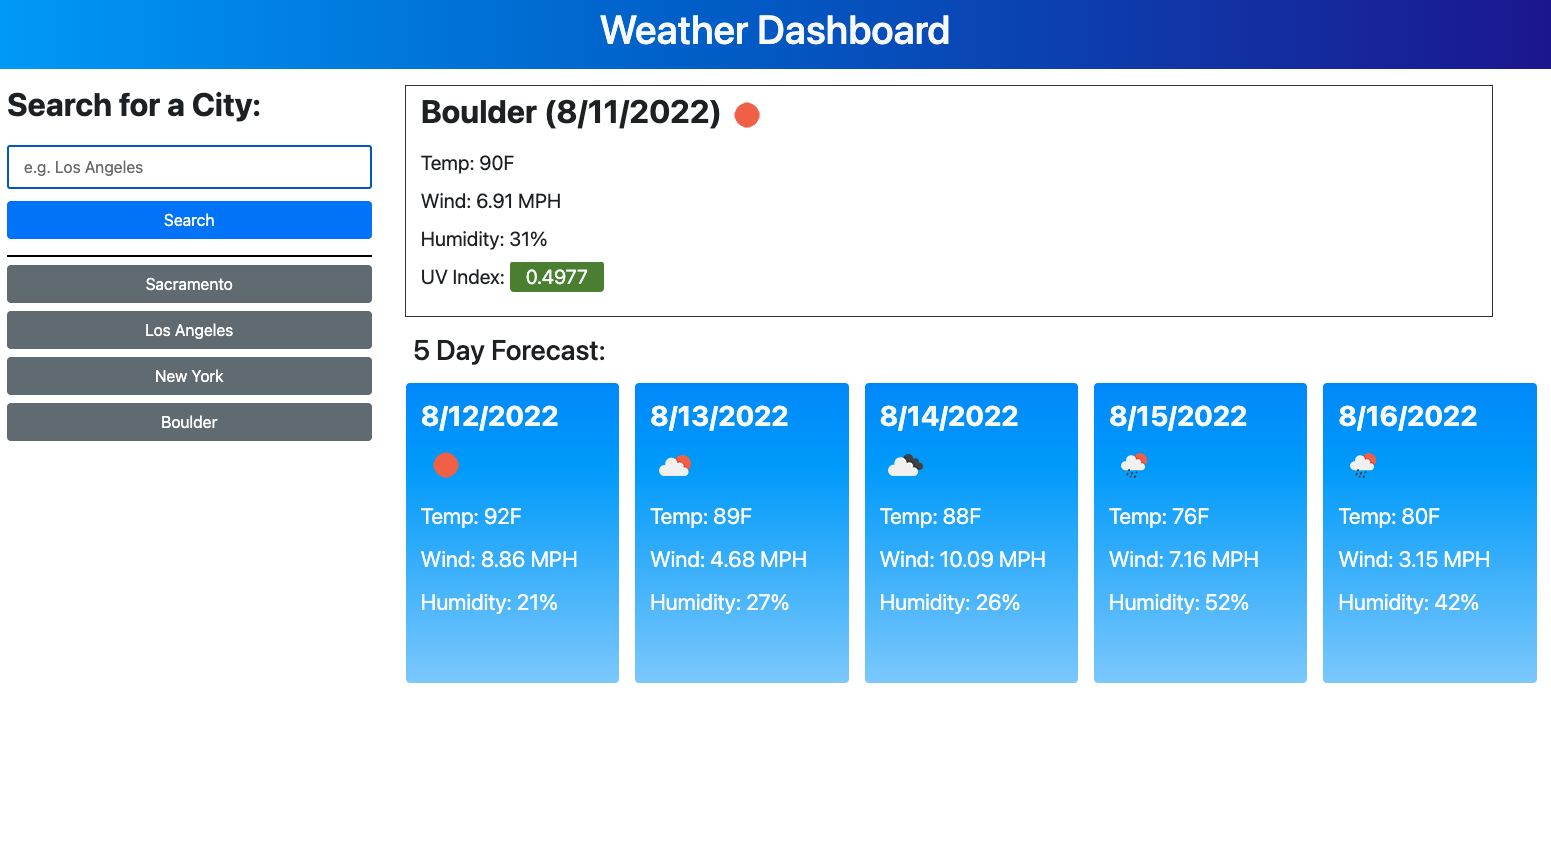 Weather Dashboard
Search for a City:
e.g. Los Angeles
Search
Sacramento
Los Angeles
New York
Boulder
Boulder (8/11/2022)
Temp: 90F
Wind: 6.91 MPH
Humidity: 31%
UV Index: 0.4977
5 Day Forecast:
8/12/2022
Temp: 92F
Wind: 8.86 MPH
Humidity: 21%
8/13/2022
Temp: 89F
Wind: 4.68 MPH
Humidity: 27%
8/14/2022
Temp: 88F
Wind: 10.09 MPH
Humidity: 26%
8/15/2022
Temp: 76F
Wind: 7.16 MPH
Humidity: 52%
8/16/2022
Temp: 80F
Wind: 3.15 MPH
Humidity: 42%